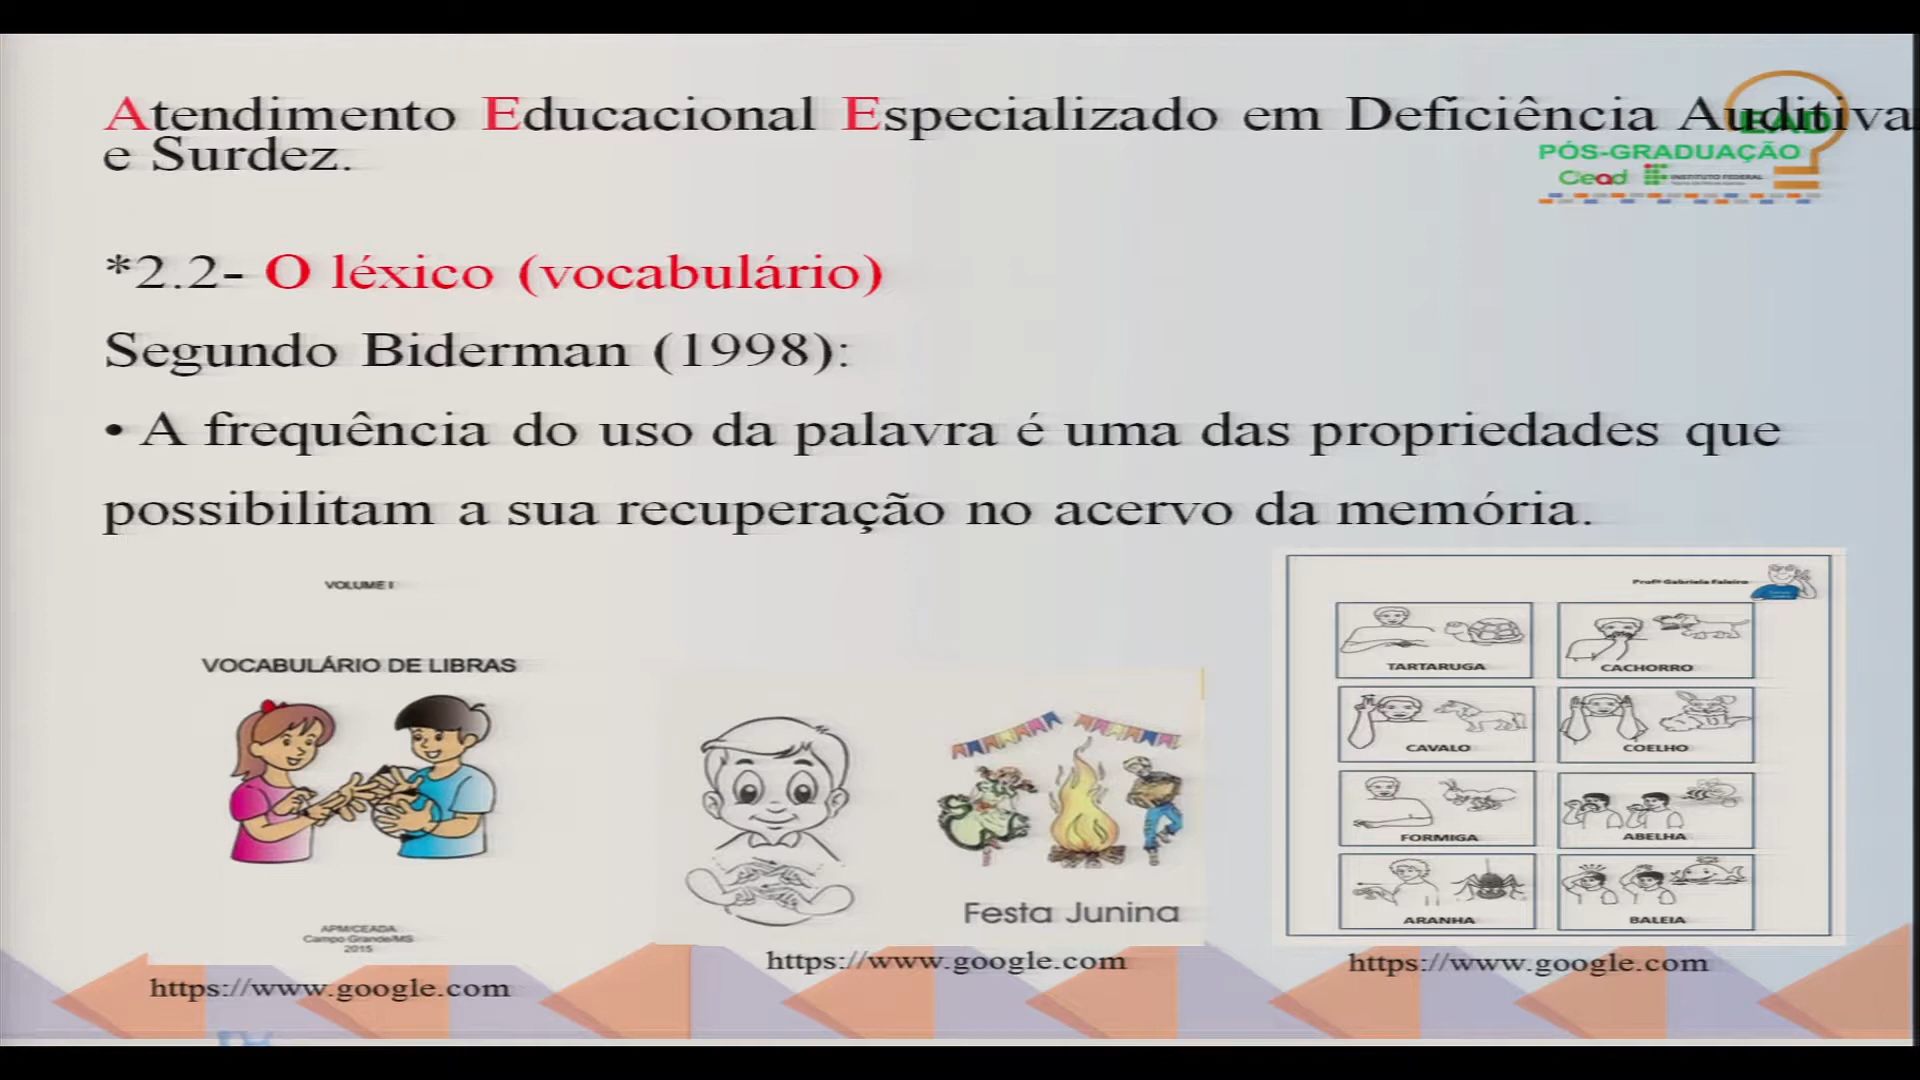 Atendimento Educacional Especializado em Deficiência Auditiva
e Surdez.
EAD
PÓS-GRADUAÇÃO
Cead INSTITUTO FEDERAL
*2.2- O léxico (vocabulário)
Segundo Biderman (1998):
• A frequência do uso da palavra é uma das propriedades que
possibilitam a sua recuperação no acervo da memória.
VOLUME I
VOCABULÁRIO DE LIBRAS
APM/CEADA
Campo Grande/MS
2015
https://www.google.com
Festa Junina
https://www.google.com
Profª Gabriela Faleiro
TARTARUGA
CACHORRO
CAVALO
COELHO
FORMIGA
ABELHA
ARANHA
BALEIA
https://www.google.com